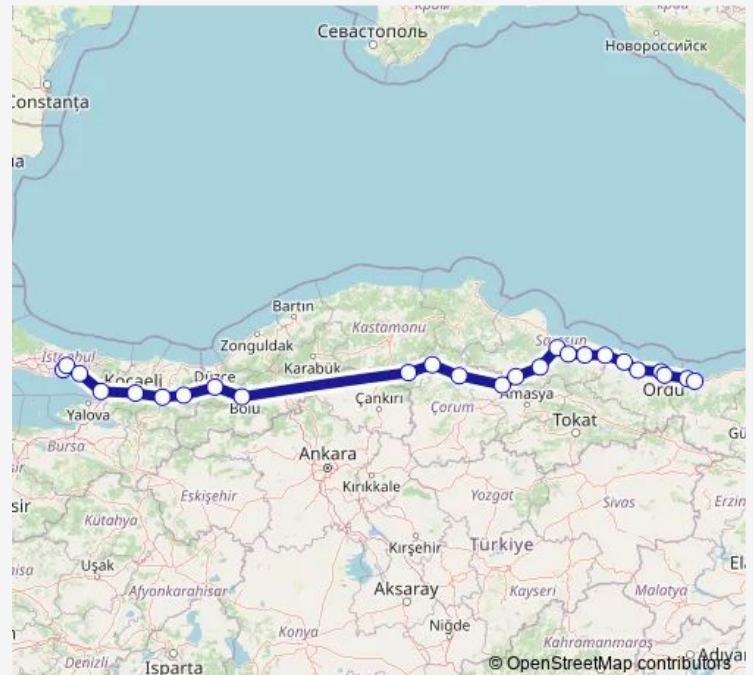 Севастополь
Новороссийск
Constanța
Bartın
Zonguldak
Kastamonu
Karabük
Samsun
İstanbul
Kocaeli
Düzce
Bolu
Çankırı
Çorum
Amasya
Ordu
Yalova
Tokat
Bursa
Ankara
Kırıkkale
Eskişehir
Yozgat
Sivas
Kütahya
Türkiye
Kırşehir
Uşak
Aksaray
Kayseri
Malatya
Afyonkarahisar
Niğde
Konya
Kahramanmaraş
Denizli
Isparta
© OpenStreetMap contributors